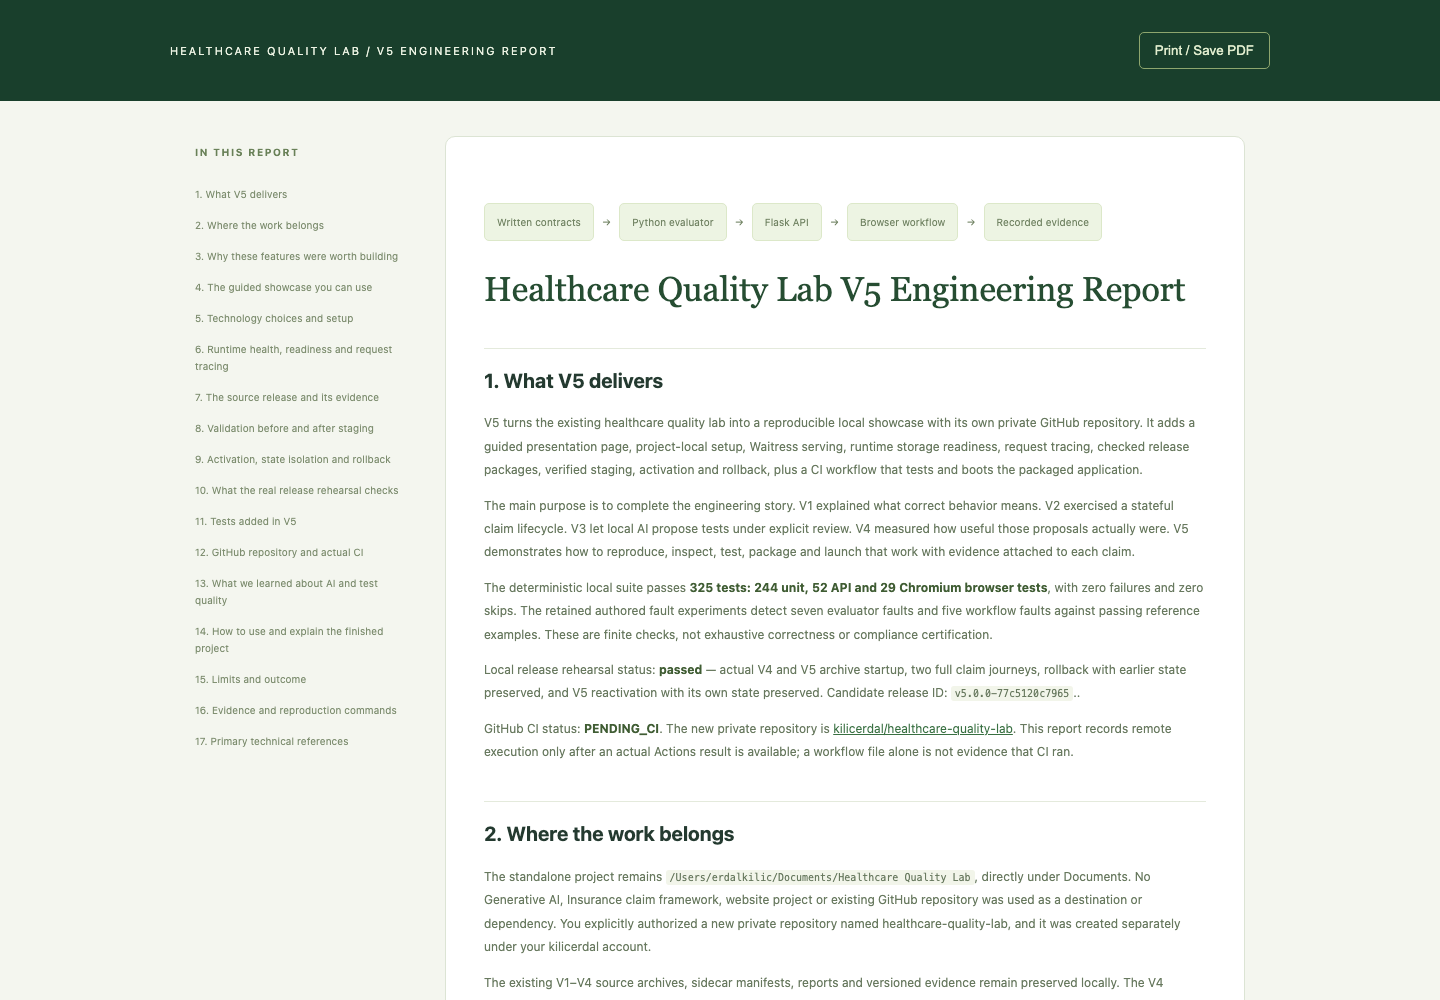 HEALTHCARE QUALITY LAB / V5 ENGINEERING REPORT
Print / Save PDF
IN THIS REPORT
1. What V5 delivers
2. Where the work belongs
3. Why these features were worth building
4. The guided showcase you can use
5. Technology choices and setup
6. Runtime health, readiness and request
tracing
7. The source release and its evidence
8. Validation before and after staging
9. Activation, state isolation and rollback
10. What the real release rehearsal checks
11. Tests added in V5
12. GitHub repository and actual CI
13. What we learned about AI and test
quality
14. How to use and explain the finished
project
15. Limits and outcome
16. Evidence and reproduction commands
17. Primary technical references
Written contracts → Python evaluator → Flask API → Browser workflow → Recorded evidence
Healthcare Quality Lab V5 Engineering Report
1. What V5 delivers
V5 turns the existing healthcare quality lab into a reproducible local showcase with its own private GitHub repository. It adds a
guided presentation page, project-local setup, Waitress serving, runtime storage readiness, request tracing, checked release
packages, verified staging, activation and rollback, plus a CI workflow that tests and boots the packaged application.
The main purpose is to complete the engineering story. V1 explained what correct behavior means. V2 exercised a stateful
claim lifecycle. V3 let local AI propose tests under explicit review. V4 measured how useful those proposals actually were. V5
demonstrates how to reproduce, inspect, test, package and launch that work with evidence attached to each claim.
The deterministic local suite passes 325 tests: 244 unit, 52 API and 29 Chromium browser tests, with zero failures and zero
skips. The retained authored fault experiments detect seven evaluator faults and five workflow faults against passing reference
examples. These are finite checks, not exhaustive correctness or compliance certification.
Local release rehearsal status: passed — actual V4 and V5 archive startup, two full claim journeys, rollback with earlier state
preserved, and V5 reactivation with its own state preserved. Candidate release ID: v5.0.0-77c5120c7965..
GitHub CI status: PENDING_CI. The new private repository is kilicerdal/healthcare-quality-lab. This report records remote
execution only after an actual Actions result is available; a workflow file alone is not evidence that CI ran.
2. Where the work belongs
The standalone project remains /Users/erdalkilic/Documents/Healthcare Quality Lab, directly under Documents. No
Generative AI, Insurance claim framework, website project or existing GitHub repository was used as a destination or
dependency. You explicitly authorized a new private repository named healthcare-quality-lab, and it was created separately
under your kilicerdal account.
The existing V1–V4 source archives, sidecar manifests, reports and versioned evidence remain preserved locally. The V4